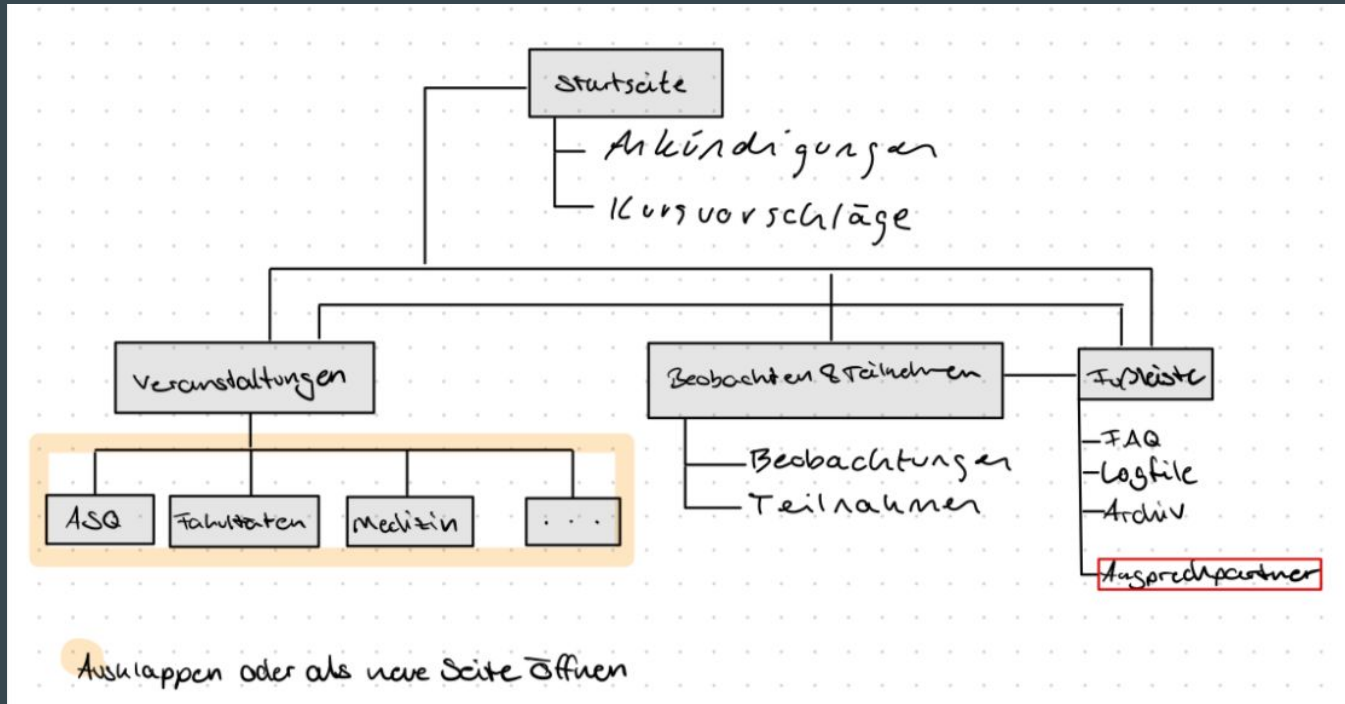 Startseite
Ankündigungen
Kursvorschläge
Veranstaltungen
Beobachten & Teilnehmen
Fußleiste
Beobachtungen
Teilnahmen
FAQ
Logfile
Archiv
Ansprechpartner
ASQ
Fakultäten
Medizin
. . .
Ausklappen oder als neue Seite öffnen